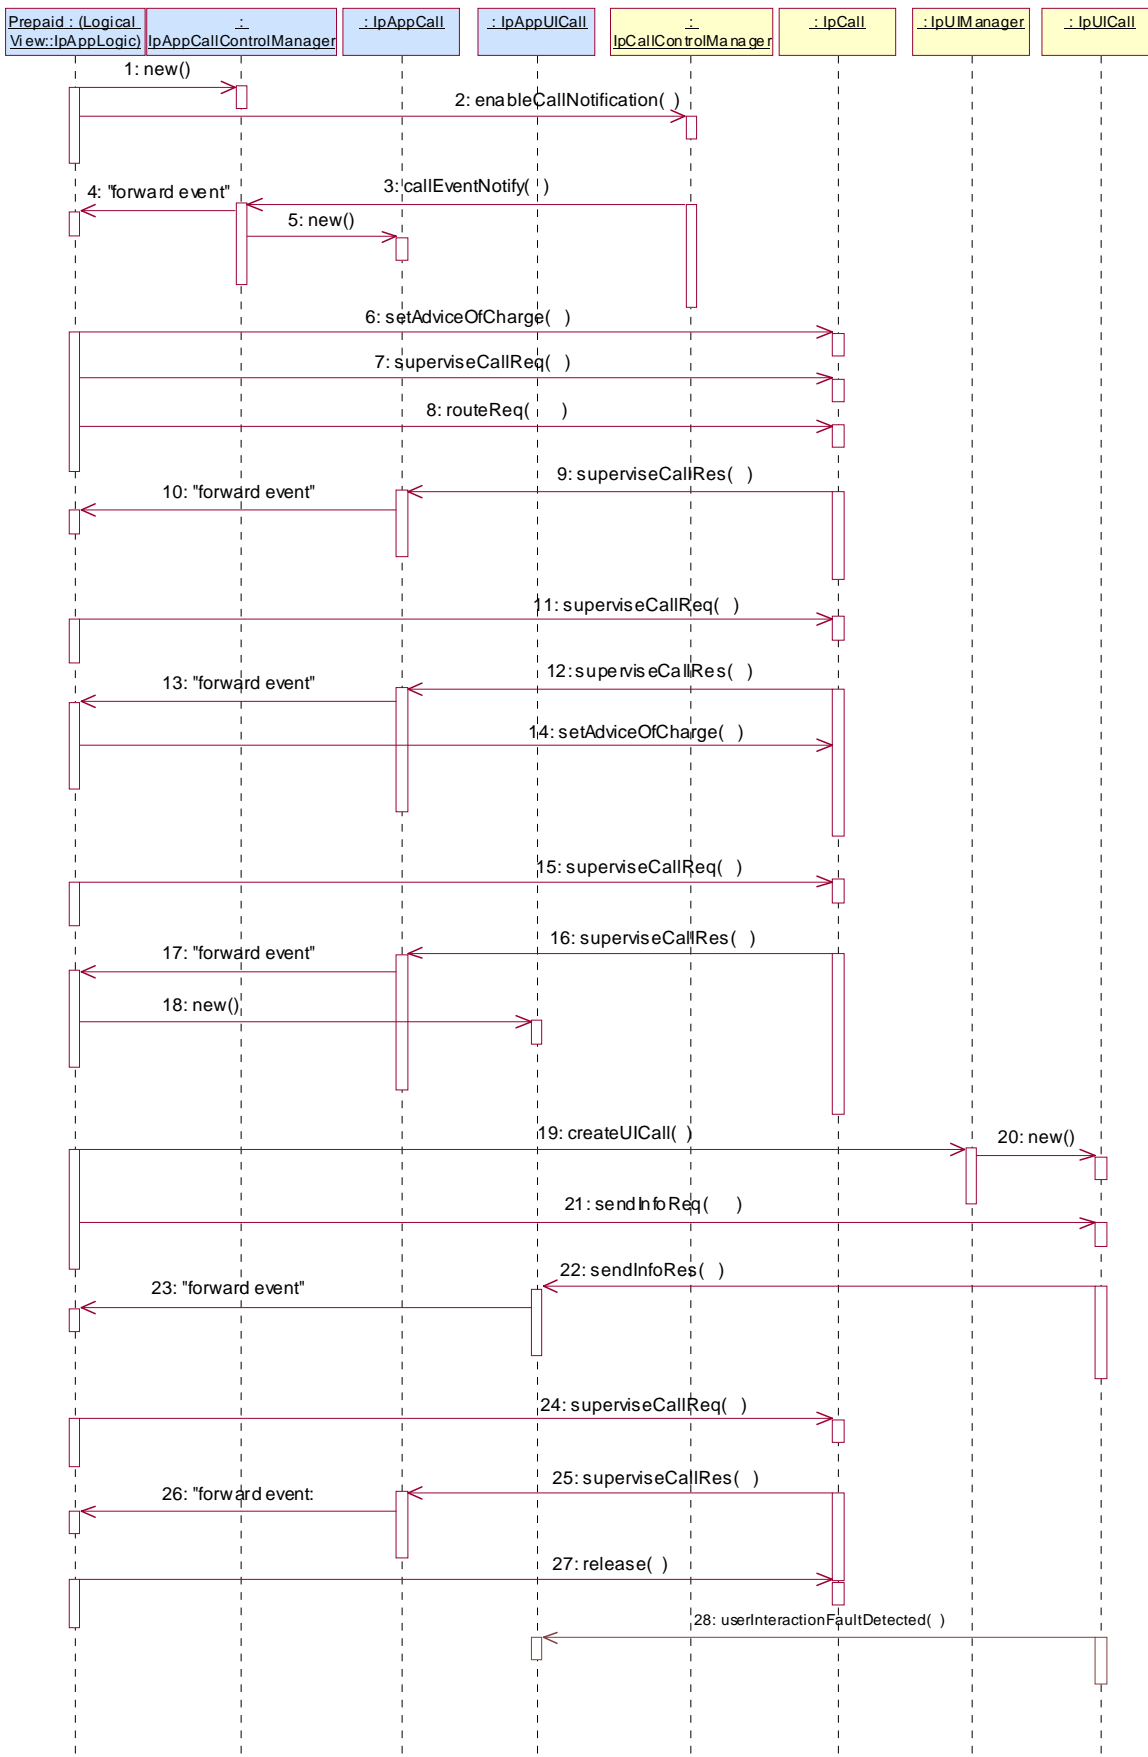 Prepaid : (Logical
View::IpAppLogic)
:
IpAppCallControlManager
: IpAppCall
: IpAppUICall
:
IpCallControlManager
: IpCall
: IpUIManager
: IpUICall
1: new()
2: enableCallNotification( )
3: callEventNotify( )
4: "forward event"
5: new()
6: setAdviceOfCharge( )
7: superviseCallReq( )
8: routeReq( )
9: superviseCallRes( )
10: "forward event"
11: superviseCallReq( )
12: superviseCallRes( )
13: "forward event"
14: setAdviceOfCharge( )
15: superviseCallReq( )
16: superviseCallRes( )
17: "forward event"
18: new()
19: createUICall( )
20: new()
21: sendInfoReq( )
22: sendInfoRes( )
23: "forward event"
24: superviseCallReq( )
25: superviseCallRes( )
26: "forward event:
27: release( )
28: userInteractionFaultDetected( )